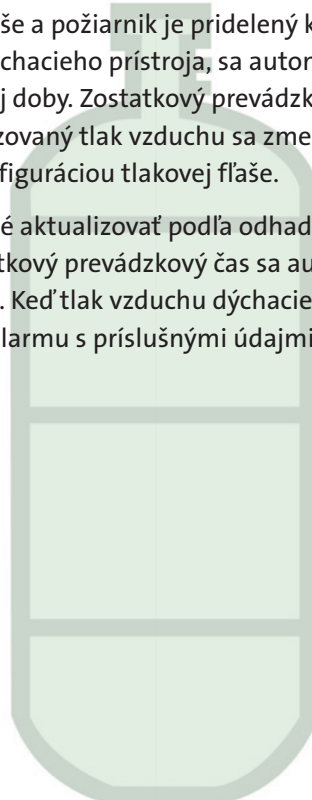 še a požiarnik je pridelený k
chacieho prístroja, sa auton
j doby. Zostatkový prevádzk
zovaný tlak vzduchu sa zme
figuráciou tlakovej fľaše.
é aktualizovať podľa odhad
tkový prevádzkový čas sa au
. Keď tlak vzduchu dýchacie
larmu s príslušnými údajmi